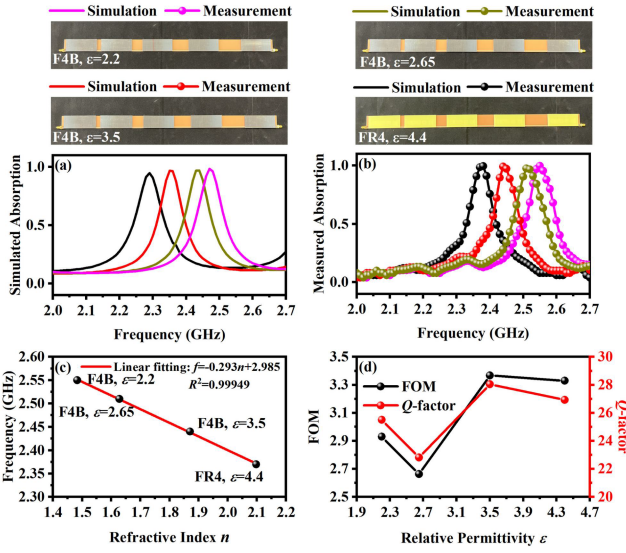 Simulation Measurement
Simulation Measurement
F4B, ε=2.2
F4B, ε=2.65
Simulation Measurement
Simulation Measurement
F4B, ε=3.5
FR4, ε=4.4
(a)
Simulated Absorption
1.0
0.5
0.0
2.0 2.1 2.2 2.3 2.4 2.5 2.6 2.7
Frequency (GHz)
(b)
Measured Absorption
1.0
0.5
0.0
2.0 2.1 2.2 2.3 2.4 2.5 2.6 2.7
Frequency (GHz)
(c)
Frequency (GHz)
2.60
2.55
2.50
2.45
2.40
2.35
2.30
Linear fitting: f=-0.293n+2.985
R²=0.99949
F4B, ε=2.2
F4B, ε=2.65
F4B, ε=3.5
FR4, ε=4.4
1.4 1.5 1.6 1.7 1.8 1.9 2.0 2.1 2.2
Refractive Index n
(d)
FOM
3.5
3.3
3.1
2.9
2.7
2.5
FOM
Q-factor
30
28
26
24
22
20
Q-factor
1.7 2.3 2.9 3.5 4.1 4.7
Relative Permittivity ε